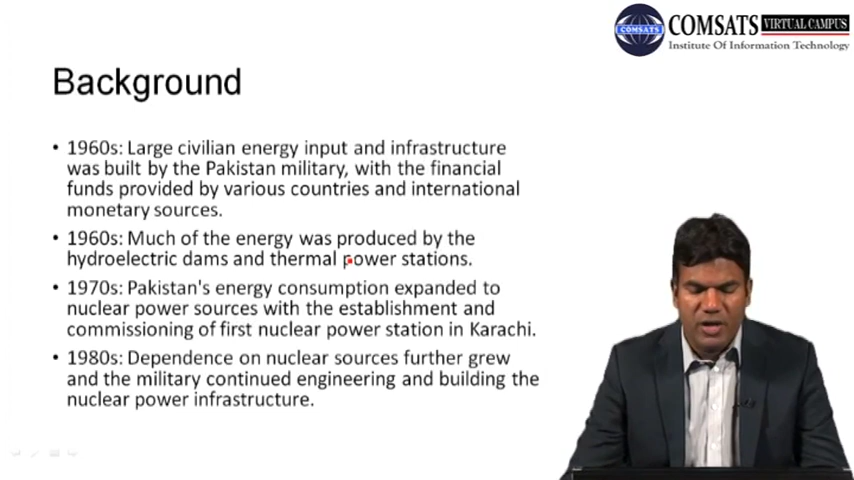 COMSATS
COMSATS VIRTUAL CAMPUS
Institute Of Information Technology
Background
• 1960s: Large civilian energy input and infrastructure
was built by the Pakistan military, with the financial
funds provided by various countries and international
monetary sources.
• 1960s: Much of the energy was produced by the
hydroelectric dams and thermal power stations.
• 1970s: Pakistan's energy consumption expanded to
nuclear power sources with the establishment and
commissioning of first nuclear power station in Karachi.
• 1980s: Dependence on nuclear sources further grew
and the military continued engineering and building the
nuclear power infrastructure.